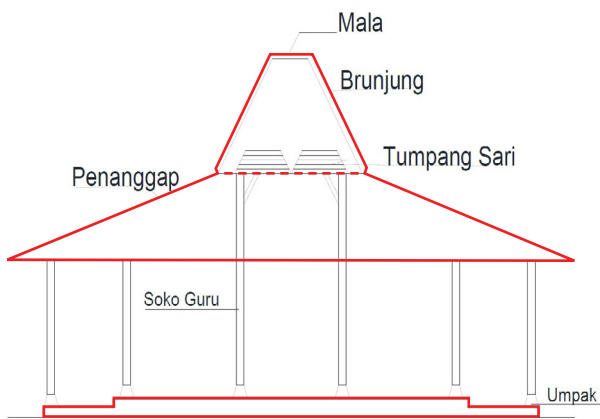 Mala
Brunjung
Tumpang Sari
Penanggap
Soko Guru
Umpak